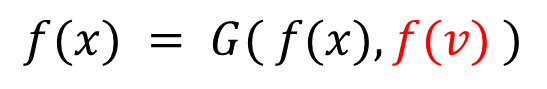 f(x) = G( f(x), f(v) )